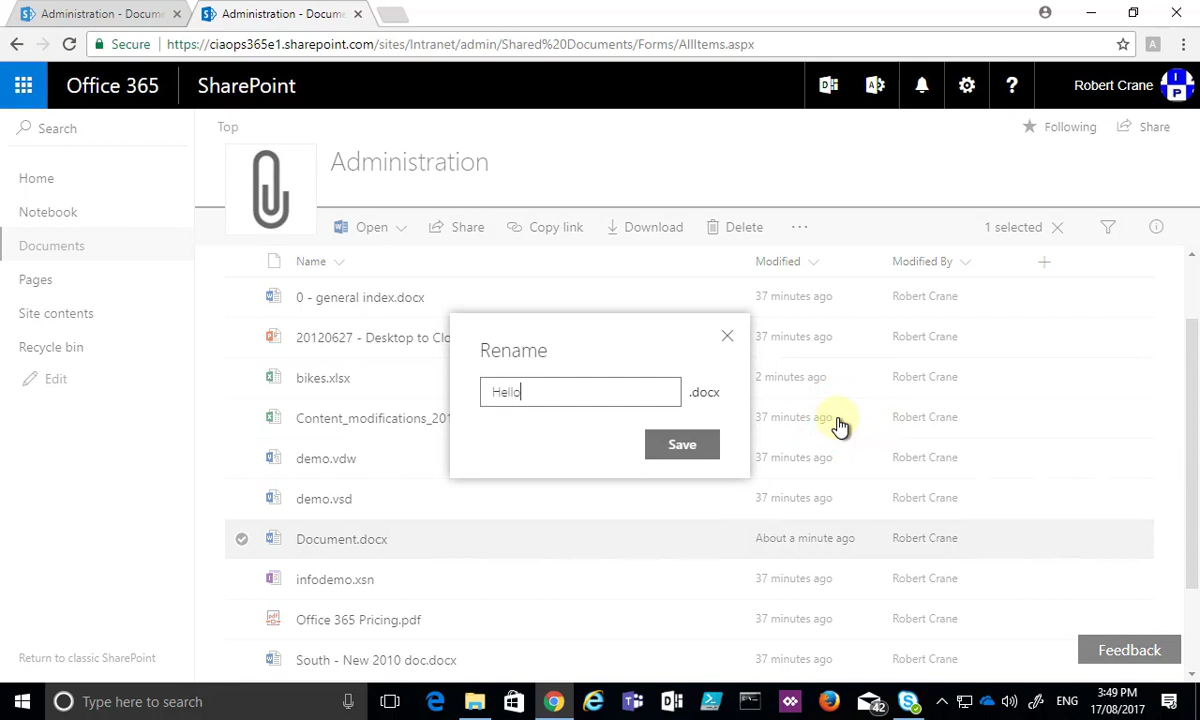 Administration - Docume
Administration - Docume
Secure
https://ciaops365e1.sharepoint.com/sites/Intranet/admin/Shared%20Documents/Forms/AllItems.aspx
A
Office 365
SharePoint
D
A
?
Robert Crane
I
P
Search
Top
Following
Share
Administration
Home
Notebook
Documents
Pages
Site contents
Recycle bin
Edit
Open
Share
Copy link
Download
Delete
...
1 selected
Name
Modified
Modified By
0 - general index.docx
37 minutes ago
Robert Crane
20120627 - Desktop to Clo
37 minutes ago
Robert Crane
bikes.xlsx
2 minutes ago
Robert Crane
Content_modifications_201
37 minutes ago
Robert Crane
demo.vdw
37 minutes ago
Robert Crane
demo.vsd
37 minutes ago
Robert Crane
Document.docx
About a minute ago
Robert Crane
infodemo.xsn
37 minutes ago
Robert Crane
Office 365 Pricing.pdf
37 minutes ago
Robert Crane
South - New 2010 doc.docx
37 minutes ago
Robert Crane
Rename
Hello
.docx
Save
Return to classic SharePoint
Feedback
Type here to search
42
ENG
3:49 PM
17/08/2017